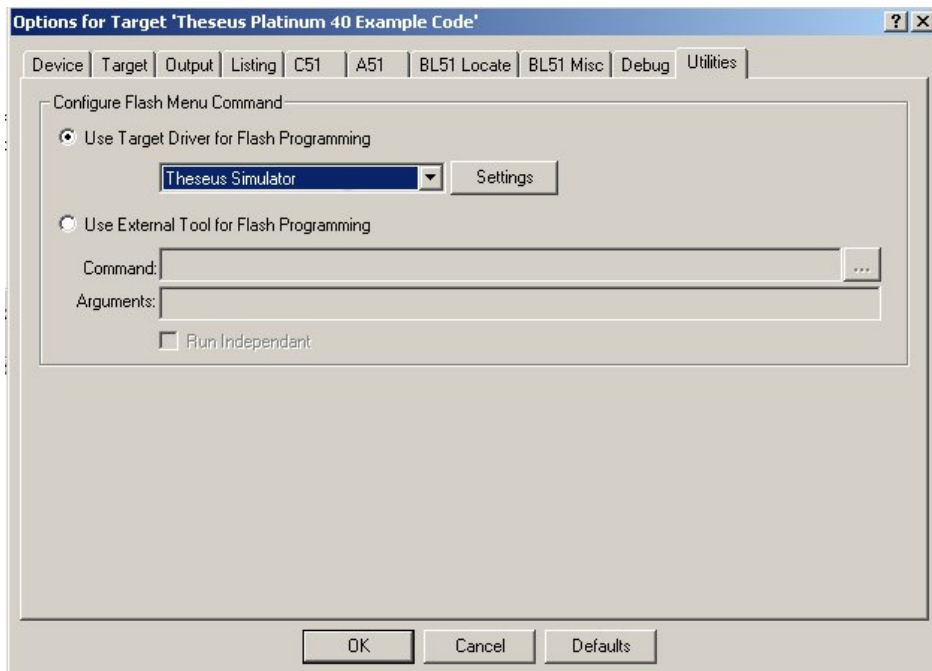 Options for Target 'Theseus Platinum 40 Example Code'
Device Target Output Listing C51 A51 BL51 Locate BL51 Misc Debug Utilities
Configure Flash Menu Command
Use Target Driver for Flash Programming
Theseus Simulator Settings
Use External Tool for Flash Programming
Command: ...
Arguments:
Run Independant
OK Cancel Defaults